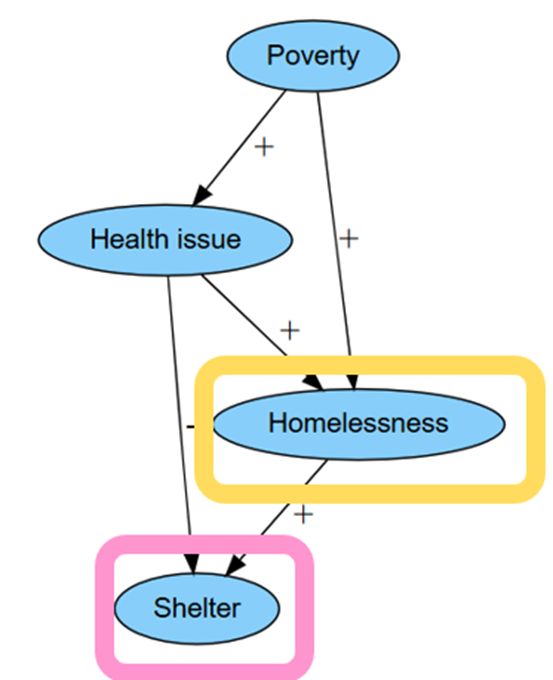 Poverty
+
+
Health issue
+
-
Homelessness
+
Shelter